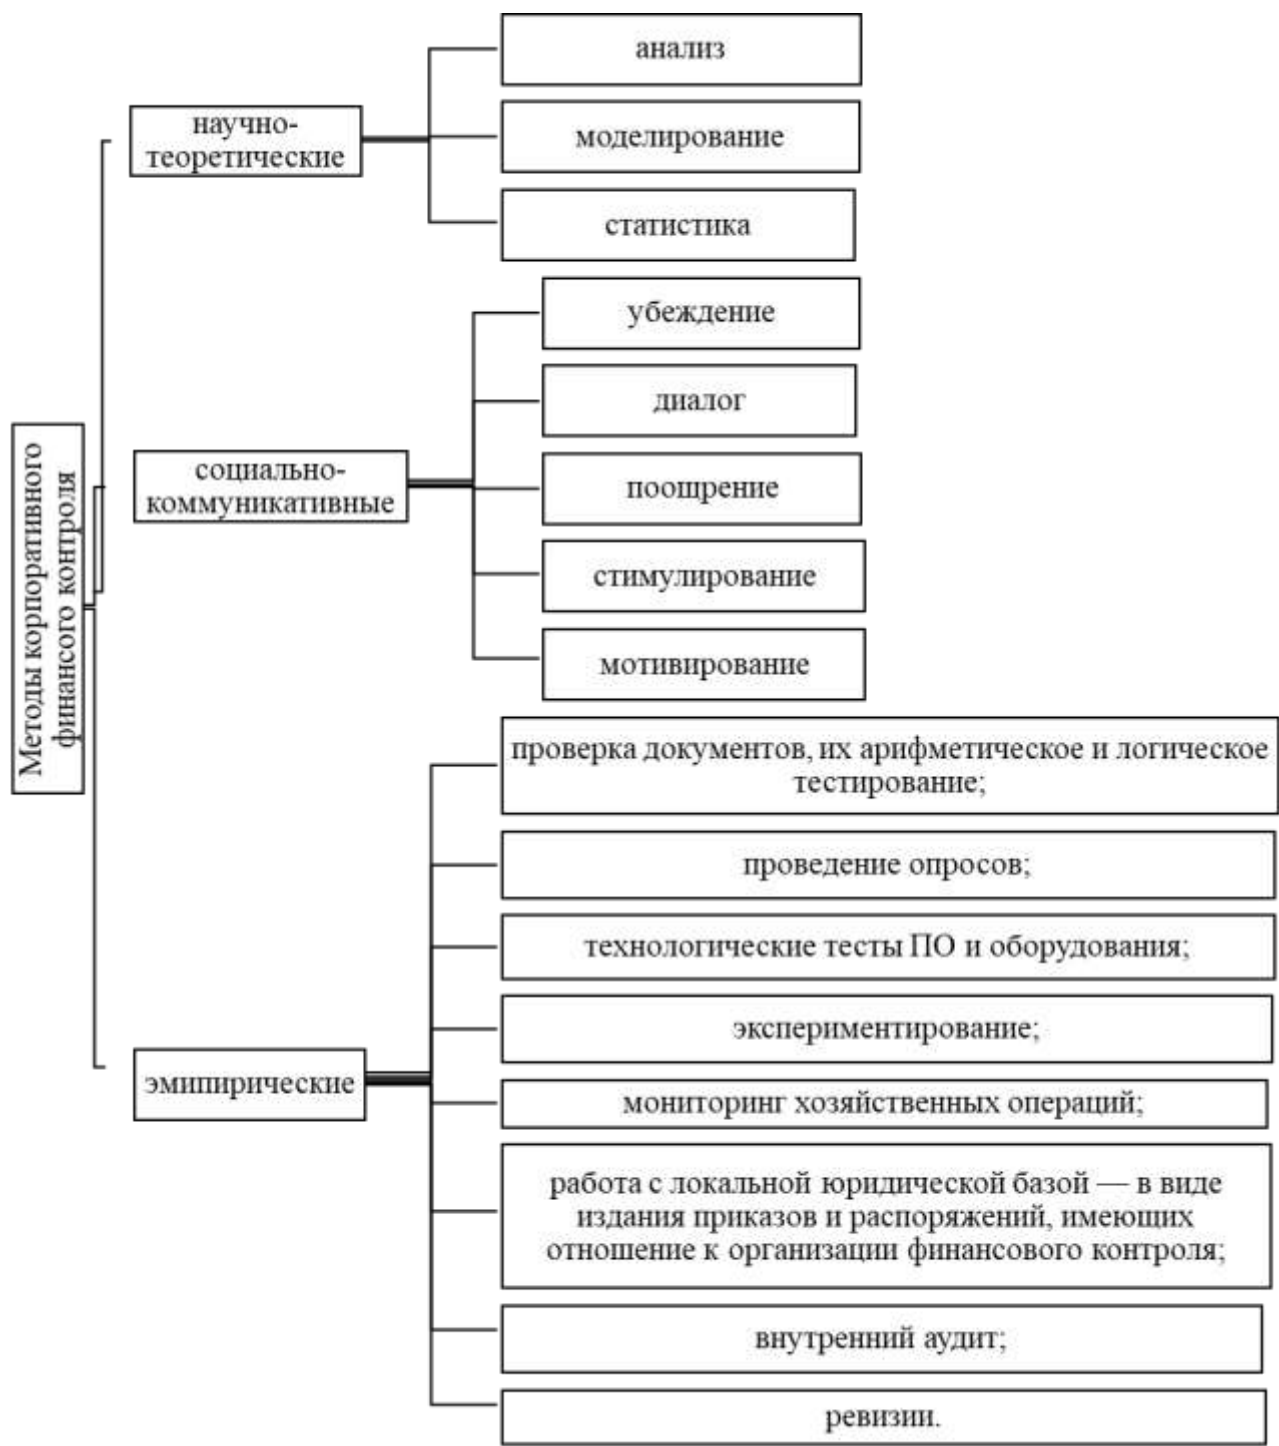 Методы корпоративного
финансого контроля
научно-
теоретические
анализ
моделирование
статистика
социально-
коммуникативные
убеждение
диалог
поощрение
стимулирование
мотивирование
эмипирические
проверка документов, их арифметическое и логическое
тестирование;
проведение опросов;
технологические тесты ПО и оборудования;
экспериментирование;
мониторинг хозяйственных операций;
работа с локальной юридической базой — в виде
издания приказов и распоряжений, имеющих
отношение к организации финансового контроля;
внутренний аудит;
ревизии.